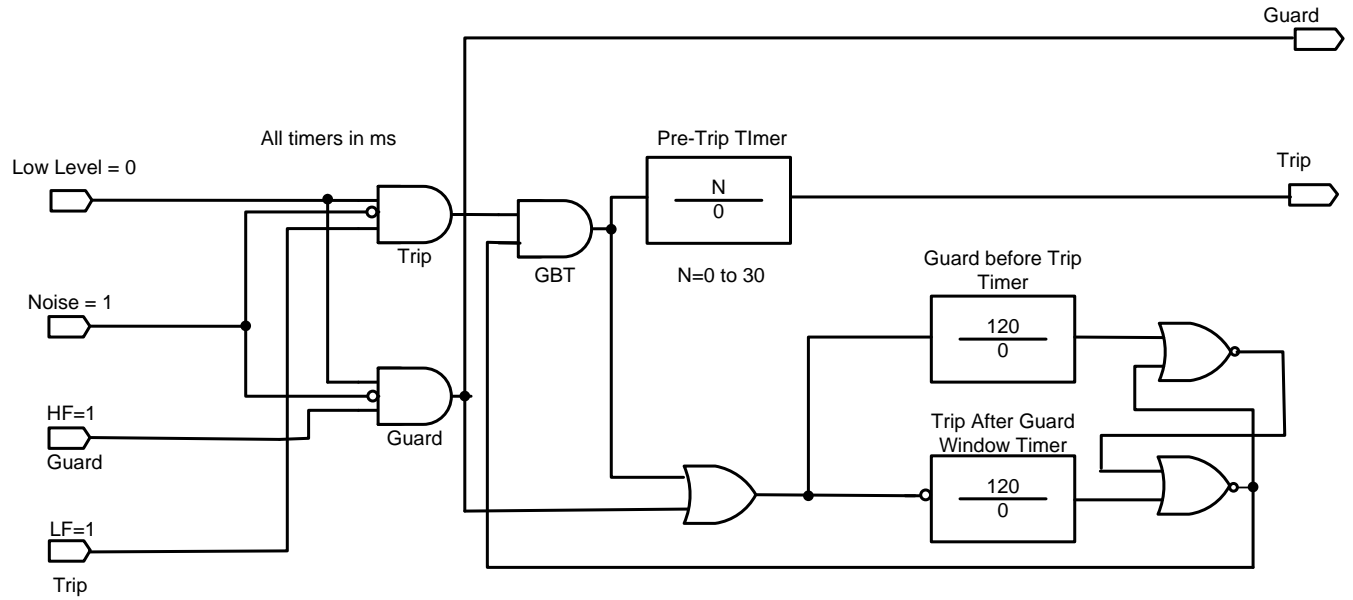 Guard
All timers in ms
Pre-Trip TImer
Low Level = 0
N
0
Trip
Trip
GBT
N=0 to 30
Guard before Trip
Timer
Noise = 1
120
0
HF=1
Guard
Guard
Trip After Guard
Window Timer
120
0
LF=1
Trip